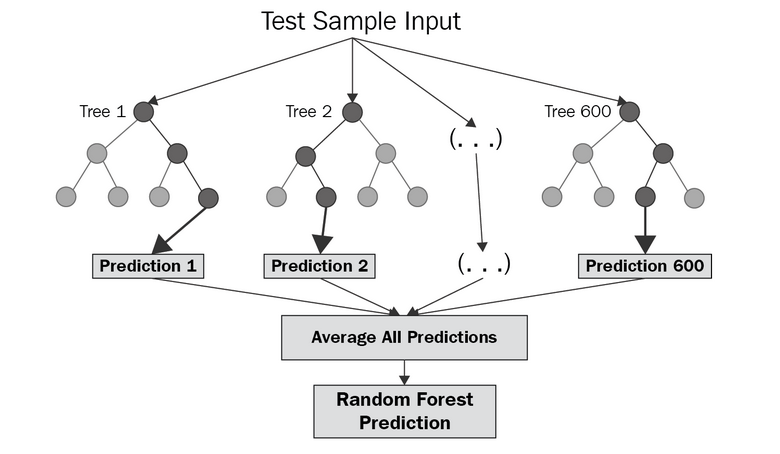 Test Sample Input
Tree 1
Tree 2
(. . .)
Tree 600
Prediction 1
Prediction 2
(. . .)
Prediction 600
Average All Predictions
Random Forest
Prediction